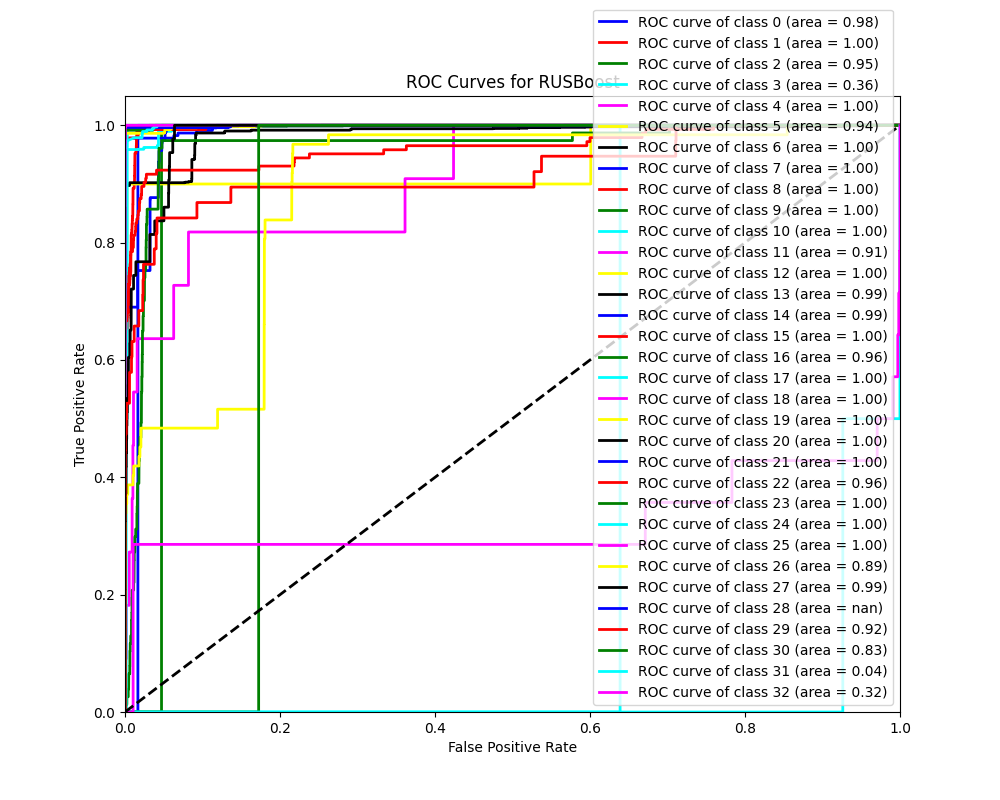 ROC Curves for RUSBoost
ROC curve of class 0 (area = 0.98)
ROC curve of class 1 (area = 1.00)
ROC curve of class 2 (area = 0.95)
ROC curve of class 3 (area = 0.36)
ROC curve of class 4 (area = 1.00)
ROC curve of class 5 (area = 0.94)
ROC curve of class 6 (area = 1.00)
ROC curve of class 7 (area = 1.00)
ROC curve of class 8 (area = 1.00)
ROC curve of class 9 (area = 1.00)
ROC curve of class 10 (area = 1.00)
ROC curve of class 11 (area = 0.91)
ROC curve of class 12 (area = 1.00)
ROC curve of class 13 (area = 0.99)
ROC curve of class 14 (area = 0.99)
ROC curve of class 15 (area = 1.00)
ROC curve of class 16 (area = 0.96)
ROC curve of class 17 (area = 1.00)
ROC curve of class 18 (area = 1.00)
ROC curve of class 19 (area = 1.00)
ROC curve of class 20 (area = 1.00)
ROC curve of class 21 (area = 1.00)
ROC curve of class 22 (area = 0.96)
ROC curve of class 23 (area = 1.00)
ROC curve of class 24 (area = 1.00)
ROC curve of class 25 (area = 1.00)
ROC curve of class 26 (area = 0.89)
ROC curve of class 27 (area = 0.99)
ROC curve of class 28 (area = nan)
ROC curve of class 29 (area = 0.92)
ROC curve of class 30 (area = 0.83)
ROC curve of class 31 (area = 0.04)
ROC curve of class 32 (area = 0.32)
True Positive Rate
1.0
0.8
0.6
0.4
0.2
0.0
0.0 0.2 0.4 0.6 0.8 1.0
False Positive Rate